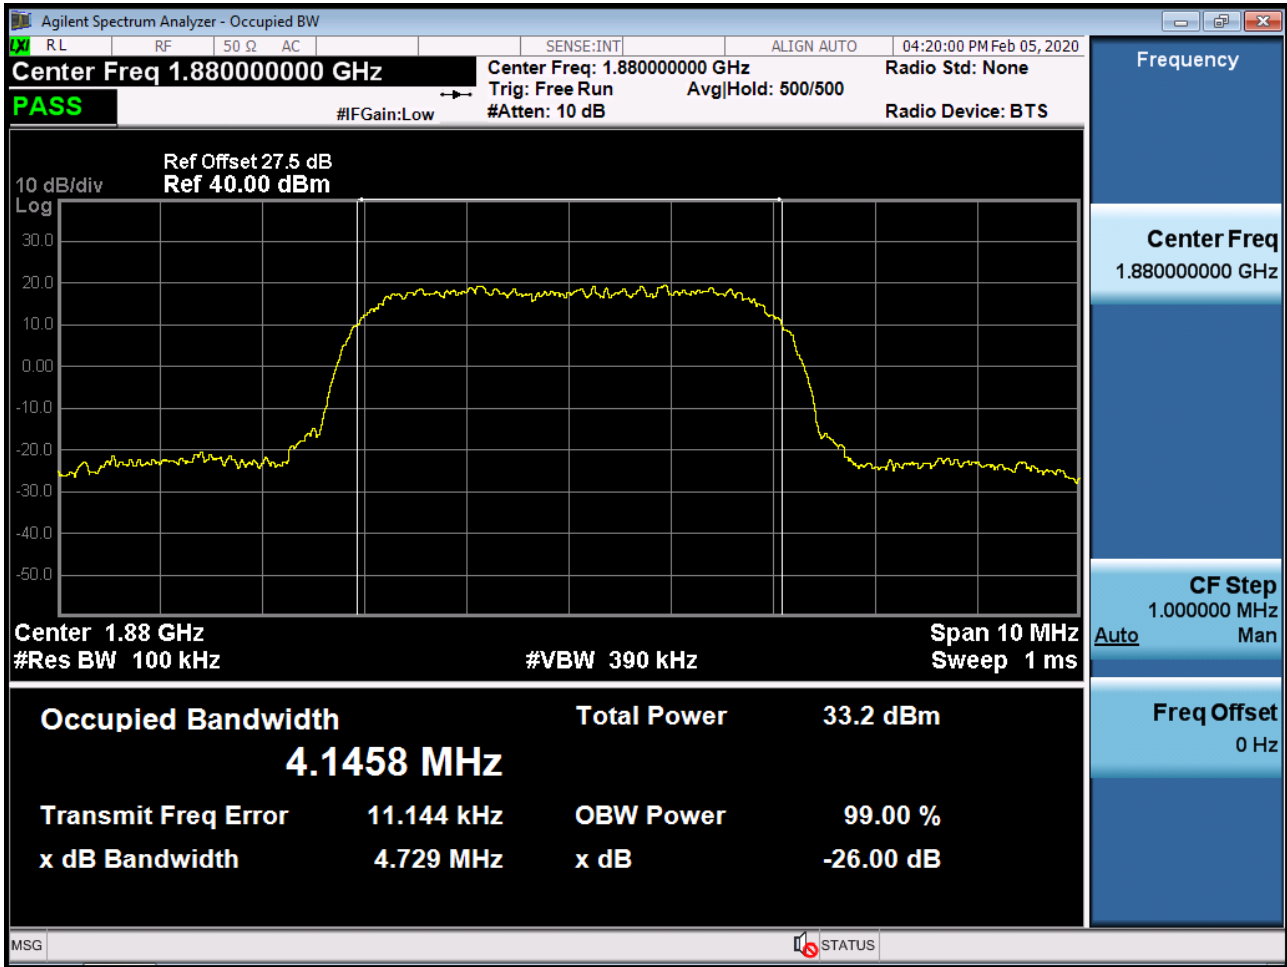 Agilent Spectrum Analyzer - Occupied BW
LXI RL RF 50 Ω AC SENSE:INT ALIGN AUTO 04:20:00 PM Feb 05, 2020
Center Freq 1.880000000 GHz
PASS
#IFGain:Low
Center Freq: 1.880000000 GHz
Trig: Free Run Avg|Hold: 500/500
#Atten: 10 dB
Radio Std: None
Radio Device: BTS
Ref Offset 27.5 dB
10 dB/div Ref 40.00 dBm
Log
30.0
20.0
10.0
0.00
-10.0
-20.0
-30.0
-40.0
-50.0
Center 1.88 GHz Span 10 MHz
#Res BW 100 kHz #VBW 390 kHz Sweep 1 ms
Occupied Bandwidth Total Power 33.2 dBm
4.1458 MHz
Transmit Freq Error 11.144 kHz OBW Power 99.00 %
x dB Bandwidth 4.729 MHz x dB -26.00 dB
MSG STATUS
Frequency
Center Freq
1.880000000 GHz
CF Step
1.000000 MHz
Auto Man
Freq Offset
0 Hz